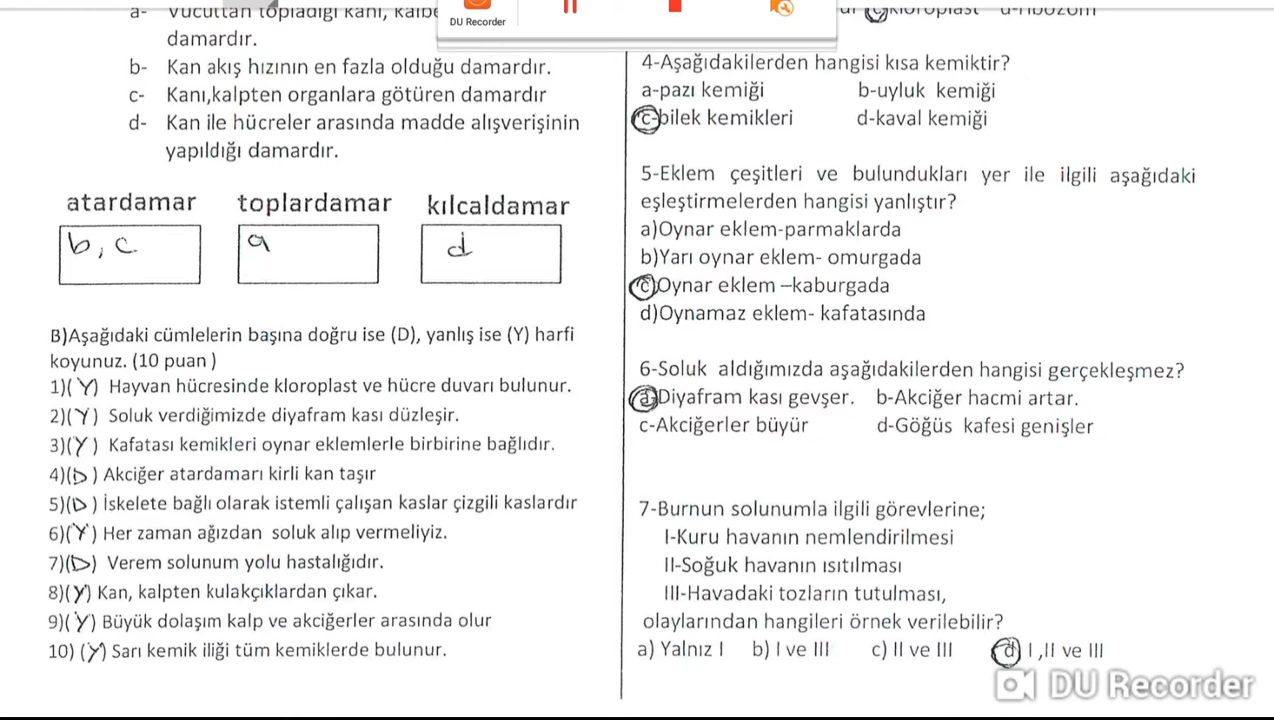 a- Vücuttan topladığı kanı, kalbe
damardır.
b- Kan akış hızının en fazla olduğu damardır.
c- Kanı,kalpten organlara götüren damardır
d- Kan ile hücreler arasında madde alışverişinin
yapıldığı damardır.
atardamar toplardamar kılcaldamar
b, c a d
B)Aşağıdaki cümlelerin başına doğru ise (D), yanlış ise (Y) harfi
koyunuz. (10 puan )
1)( Y) Hayvan hücresinde kloroplast ve hücre duvarı bulunur.
2)( Y ) Soluk verdiğimizde diyafram kası düzleşir.
3)( Y ) Kafatası kemikleri oynar eklemlerle birbirine bağlıdır.
4)(D ) Akciğer atardamarı kirli kan taşır
5)(D ) İskelete bağlı olarak istemli çalışan kaslar çizgili kaslardır
6)( Y ) Her zaman ağızdan soluk alıp vermeliyiz.
7)(D) Verem solunum yolu hastalığıdır.
8)( Y) Kan, kalpten kulakçıklardan çıkar.
9)( Y) Büyük dolaşım kalp ve akciğerler arasında olur
10) ( Y) Sarı kemik iliği tüm kemiklerde bulunur.
DU Recorder
c-kloroplast d-ribozom
4-Aşağıdakilerden hangisi kısa kemiktir?
a-pazı kemiği b-uyluk kemiği
c-bilek kemikleri d-kaval kemiği
5-Eklem çeşitleri ve bulundukları yer ile ilgili aşağıdaki
eşleştirmelerden hangisi yanlıştır?
a)Oynar eklem-parmaklarda
b)Yarı oynar eklem- omurgada
c)Oynar eklem –kaburgada
d)Oynamaz eklem- kafatasında
6-Soluk aldığımızda aşağıdakilerden hangisi gerçekleşmez?
a-Diyafram kası gevşer. b-Akciğer hacmi artar.
c-Akciğerler büyür d-Göğüs kafesi genişler
7-Burnun solunumla ilgili görevlerine;
I-Kuru havanın nemlendirilmesi
II-Soğuk havanın ısıtılması
III-Havadaki tozların tutulması,
olaylarından hangileri örnek verilebilir?
a) Yalnız I b) I ve III c) II ve III d) I ,II ve III
DU Recorder